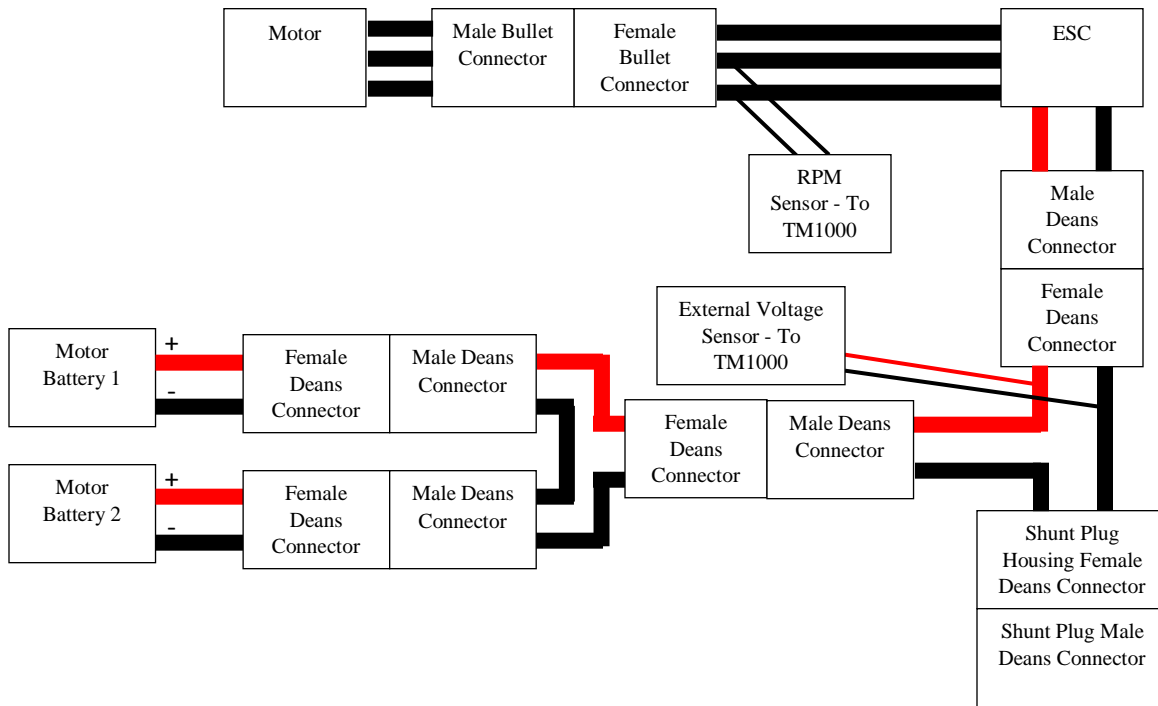 Motor
Male Bullet
Connector
Female
Bullet
Connector
ESC
RPM
Sensor - To
TM1000
Male
Deans
Connector
Female
Deans
Connector
External Voltage
Sensor - To
TM1000
Motor
Battery 1
+
-
Female
Deans
Connector
Male Deans
Connector
Female
Deans
Connector
Male Deans
Connector
Motor
Battery 2
+
-
Female
Deans
Connector
Male Deans
Connector
Shunt Plug
Housing Female
Deans Connector
Shunt Plug Male
Deans Connector